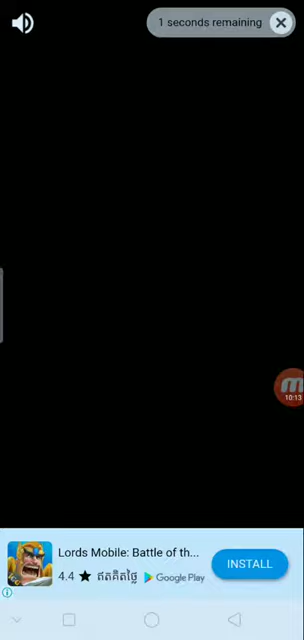 1 seconds remaining
10:13
Lords Mobile: Battle of th...
4.4 ★ ឥតគិតថ្លៃ Google Play
INSTALL